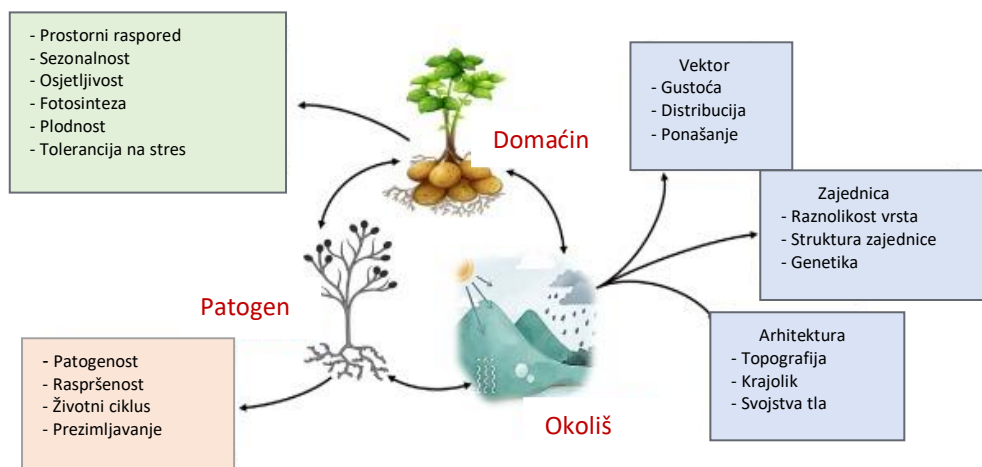 - Prostorni raspored
- Sezonalnost
- Osjetljivost
- Fotosinteza
- Plodnost
- Tolerancija na stres
Domaćin
Vektor
- Gustoća
- Distribucija
- Ponašanje
Zajednica
- Raznolikost vrsta
- Struktura zajednice
- Genetika
Patogen
Arhitektura
- Topografija
- Krajolik
- Svojstva tla
- Patogenost
- Raspršenost
- Životni ciklus
- Prezimljavanje
Okoliš